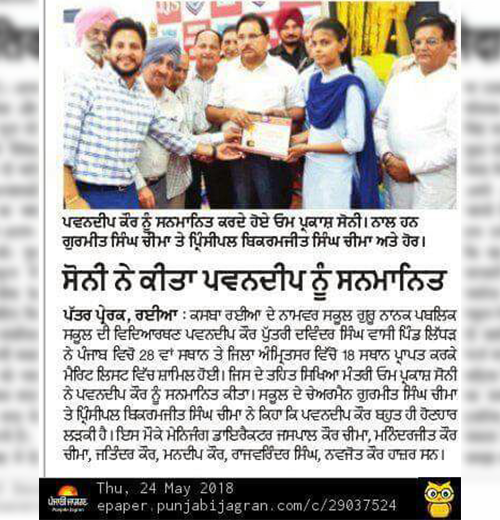 ਪਵਨਦੀਪ ਕੌਰ ਨੂੰ ਸਨਮਾਨਿਤ ਕਰਦੇ ਹੋਏ ਓਮ ਪ੍ਰਕਾਸ਼ ਸੋਨੀ। ਨਾਲ ਹਨ
ਗੁਰਮੀਤ ਸਿੰਘ ਚੀਮਾ ਤੇ ਪ੍ਰਿੰਸੀਪਲ ਬਿਕਰਮਜੀਤ ਸਿੰਘ ਚੀਮਾ ਅਤੇ ਹੋਰ।
ਸੋਨੀ ਨੇ ਕੀਤਾ ਪਵਨਦੀਪ ਨੂੰ ਸਨਮਾਨਿਤ
ਪੱਤਰ ਪ੍ਰੇਰਕ, ਰਈਆ : ਕਸਬਾ ਰਈਆ ਦੇ ਨਾਮਵਰ ਸਕੂਲ ਗੁਰੂ ਨਾਨਕ ਪਬਲਿਕ
ਸਕੂਲ ਦੀ ਵਿਦਿਆਰਥਣ ਪਵਨਦੀਪ ਕੌਰ ਪੁੱਤਰੀ ਦਵਿੰਦਰ ਸਿੰਘ ਵਾਸੀ ਪਿੰਡ ਲਿੱਧੜ
ਨੇ ਪੰਜਾਬ ਵਿਚੋ 28 ਵਾਂ ਸਥਾਨ ਤੇ ਜਿਲਾ ਅੰਮ੍ਰਿਤਸਰ ਵਿੱਚੋ 18 ਸਥਾਨ ਪ੍ਰਾਪਤ ਕਰਕੇ
ਮੈਰਿਟ ਲਿਸਟ ਵਿੱਚ ਸ਼ਾਮਿਲ ਹੋਈ। ਜਿਸ ਦੇ ਤਹਿਤ ਸਿੱਖਿਆ ਮੰਤਰੀ ਓਮ ਪ੍ਰਕਾਸ਼ ਸੋਨੀ
ਨੇ ਪਵਨਦੀਪ ਕੌਰ ਨੂੰ ਸਨਮਾਨਿਤ ਕੀਤਾ। ਸਕੂਲ ਦੇ ਚੇਅਰਮੈਨ ਗੁਰਮੀਤ ਸਿੰਘ ਚੀਮਾ
ਤੇ ਪ੍ਰਿੰਸੀਪਲ ਬਿਕਰਮਜੀਤ ਸਿੰਘ ਚੀਮਾ ਨੇ ਕਿਹਾ ਕਿ ਪਵਨਦੀਪ ਕੌਰ ਬਹੁਤ ਹੀ ਹੋਣਹਾਰ
ਲੜਕੀ ਹੈ। ਇਸ ਮੌਕੇ ਮੇਨਿਜੰਗ ਡਾਇਰੈਕਟਰ ਜਸਪਾਲ ਕੌਰ ਚੀਮਾ, ਮਨਿੰਦਰਜੀਤ ਕੌਰ
ਚੀਮਾ, ਜਤਿੰਦਰ ਕੌਰ, ਮਨਦੀਪ ਕੌਰ, ਰਾਜਵਰਿੰਦਰ ਸਿੰਘ, ਨਵਜੋਤ ਕੌਰ ਹਾਜ਼ਰ ਸਨ।
ਪੰਜਾਬੀ ਜਾਗਰਣ
Punjabi Jagran
Thu, 24 May 2018
epaper.punjabijagran.com/c/29037524